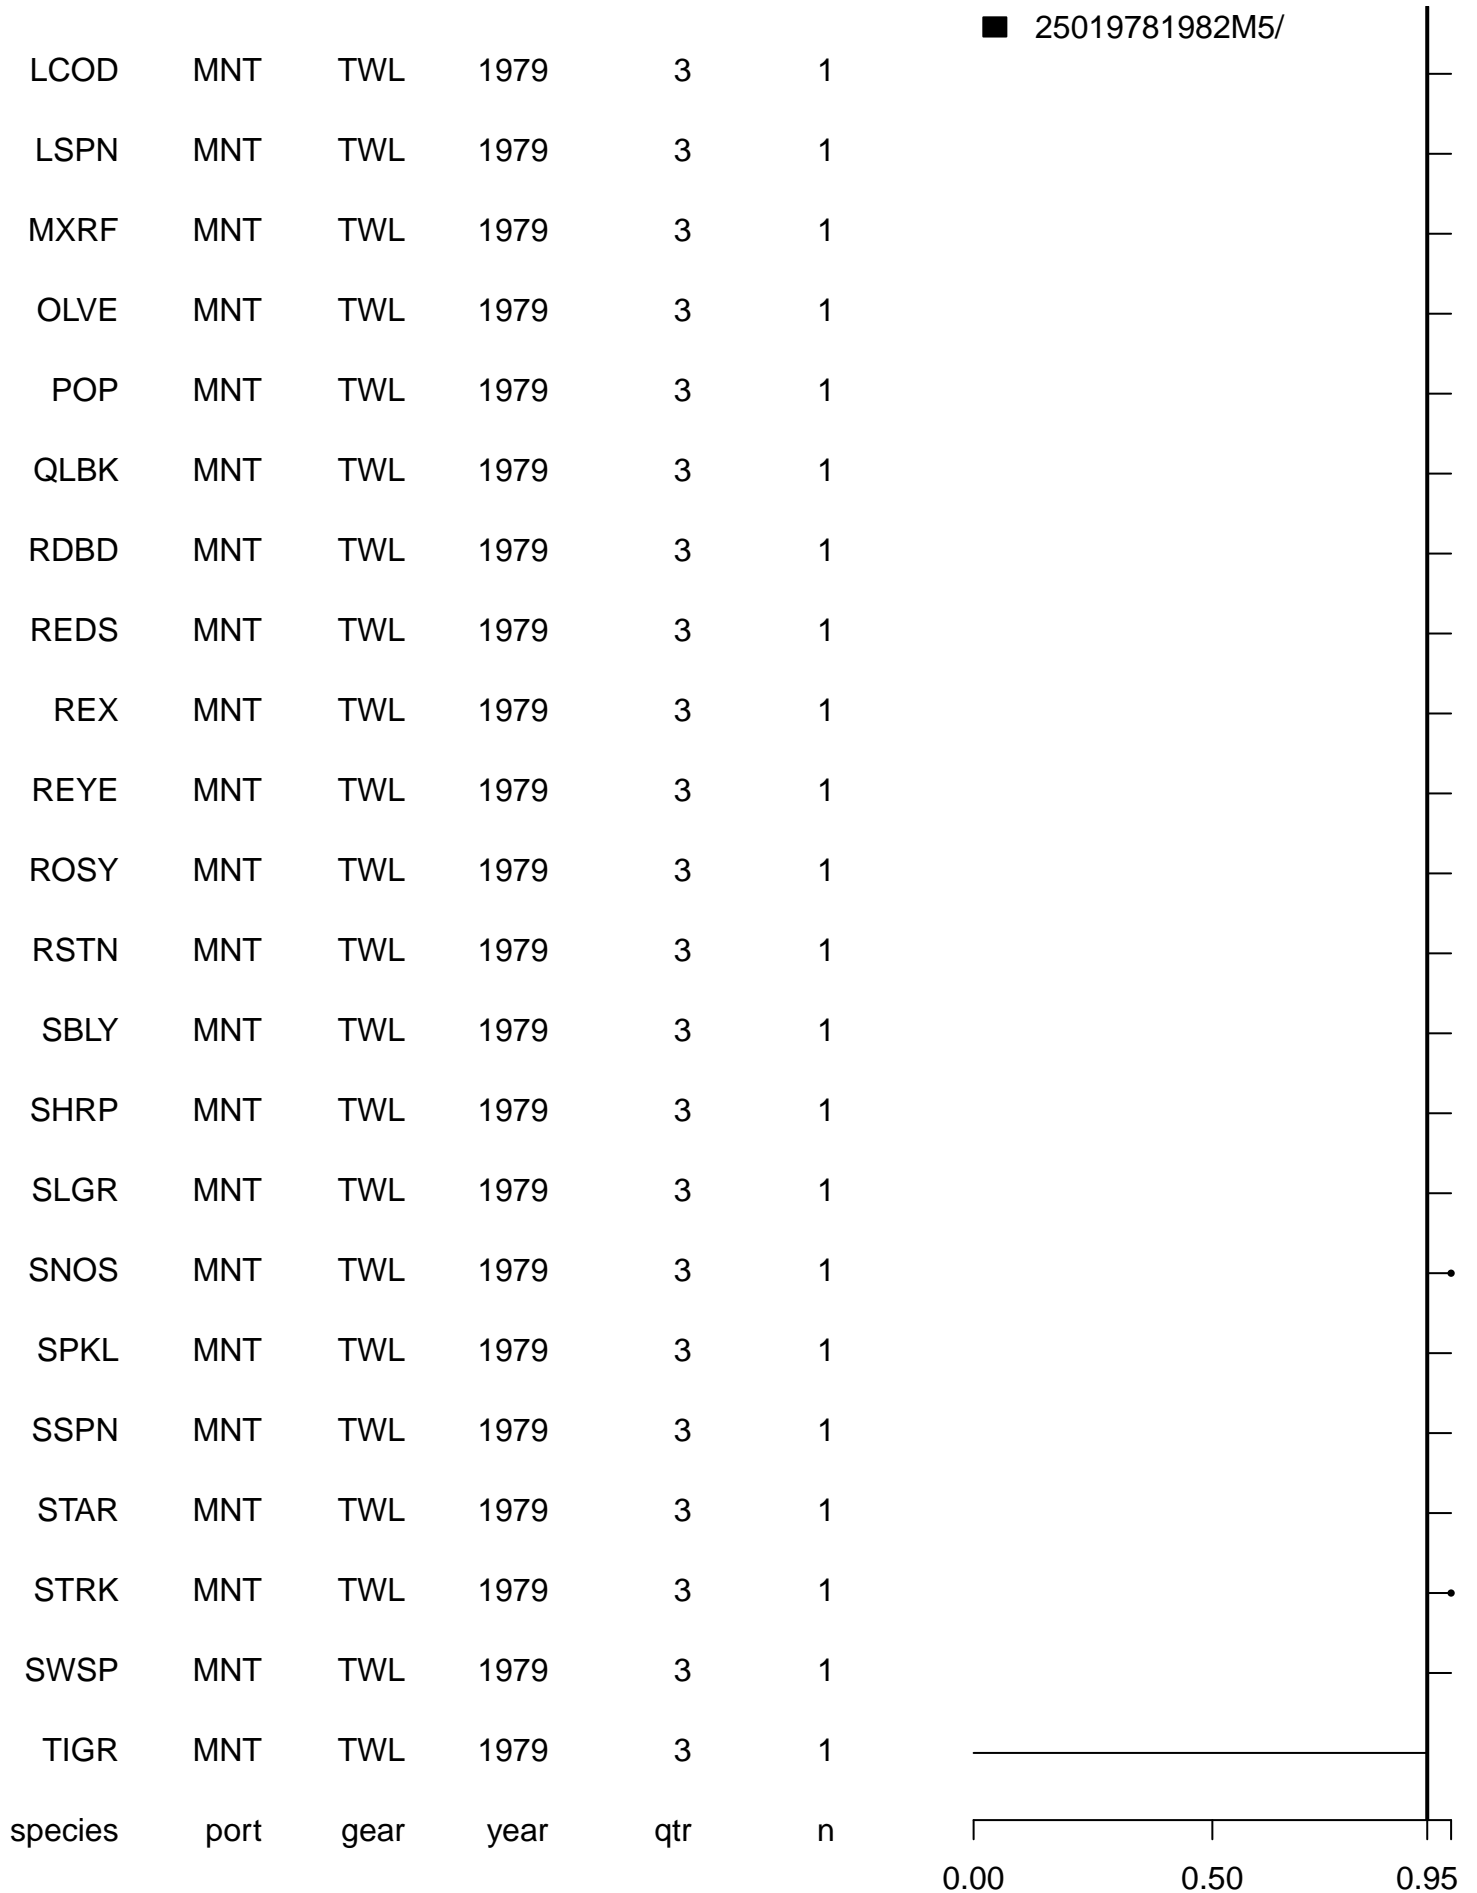 25019781982M5/
LCOD MNT TWL 1979 3 1
LSPN MNT TWL 1979 3 1
MXRF MNT TWL 1979 3 1
OLVE MNT TWL 1979 3 1
POP MNT TWL 1979 3 1
QLBK MNT TWL 1979 3 1
RDBD MNT TWL 1979 3 1
REDS MNT TWL 1979 3 1
REX MNT TWL 1979 3 1
REYE MNT TWL 1979 3 1
ROSY MNT TWL 1979 3 1
RSTN MNT TWL 1979 3 1
SBLY MNT TWL 1979 3 1
SHRP MNT TWL 1979 3 1
SLGR MNT TWL 1979 3 1
SNOS MNT TWL 1979 3 1
SPKL MNT TWL 1979 3 1
SSPN MNT TWL 1979 3 1
STAR MNT TWL 1979 3 1
STRK MNT TWL 1979 3 1
SWSP MNT TWL 1979 3 1
TIGR MNT TWL 1979 3 1
species port gear year qtr n
0.00 0.50 0.95